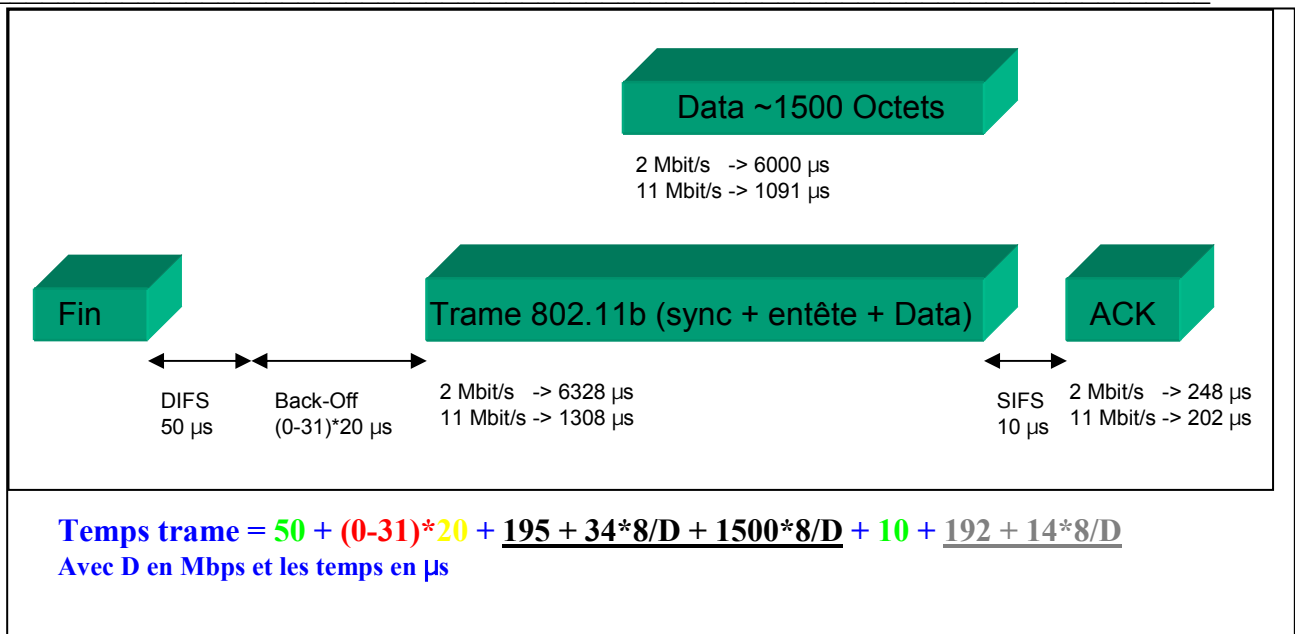 Data ~1500 Octets
2 Mbit/s -> 6000 µs
11 Mbit/s -> 1091 µs
Fin
Trame 802.11b (sync + entête + Data)
ACK
DIFS
50 µs
Back-Off
(0-31)*20 µs
2 Mbit/s -> 6328 µs
11 Mbit/s -> 1308 µs
SIFS
10 µs
2 Mbit/s -> 248 µs
11 Mbit/s -> 202 µs
Temps trame = 50 + (0-31)*20 + 195 + 34*8/D + 1500*8/D + 10 + 192 + 14*8/D
Avec D en Mbps et les temps en µs